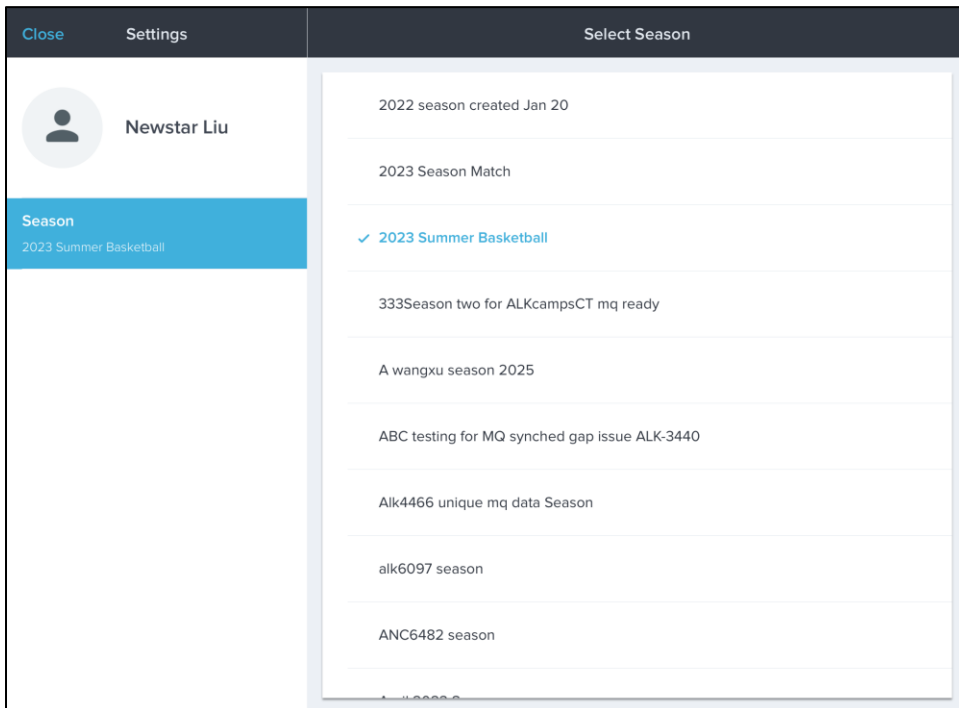 Close
Settings
Select Season
Newstar Liu
Season
2023 Summer Basketball
2022 season created Jan 20
2023 Season Match
2023 Summer Basketball
333Season two for ALKcampsCT mq ready
A wangxu season 2025
ABC testing for MQ synched gap issue ALK-3440
Alk4466 unique mq data Season
alk6097 season
ANC6482 season